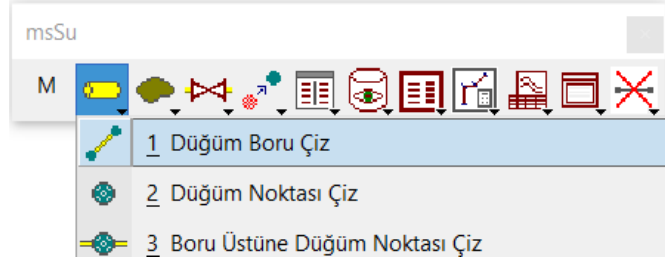 msSu
M
1 Düğüm Boru Çiz
2 Düğüm Noktası Çiz
3 Boru Üstüne Düğüm Noktası Çiz